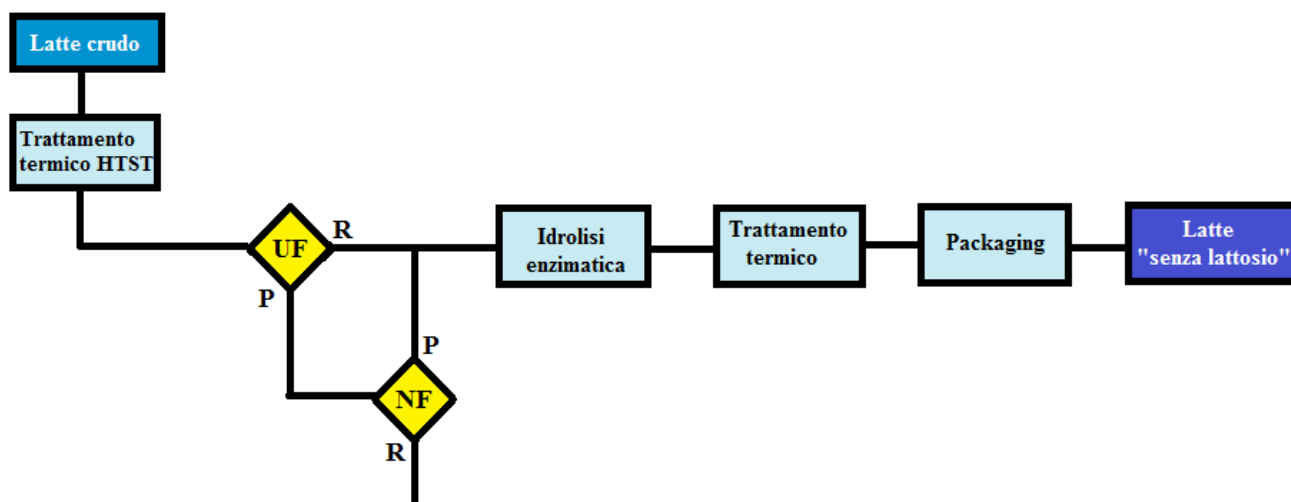 Latte crudo
Trattamento
termico HTST
UF
R
P
Idrolisi
enzimatica
Trattamento
termico
Packaging
Latte
"senza lattosio"
P
NF
R